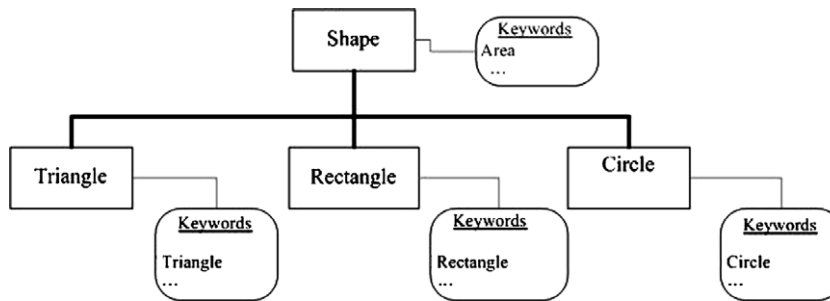 Shape
Keywords
Area
...
Triangle
Rectangle
Circle
Keywords
Triangle
...
Keywords
Rectangle
...
Keywords
Circle
...